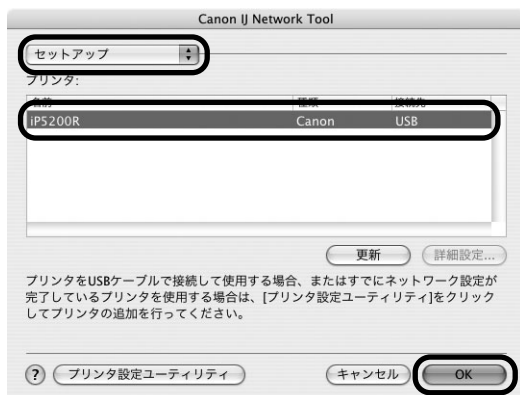 Canon IJ Network Tool
セットアップ
プリンタ:
名前 種類 接続先
iP5200R Canon USB
更新 詳細設定...
プリンタをUSBケーブルで接続して使用する場合、またはすでにネットワーク設定が
完了しているプリンタを使用する場合は、[プリンタ設定ユーティリティ]をクリック
してプリンタの追加を行ってください。
? プリンタ設定ユーティリティ キャンセル OK